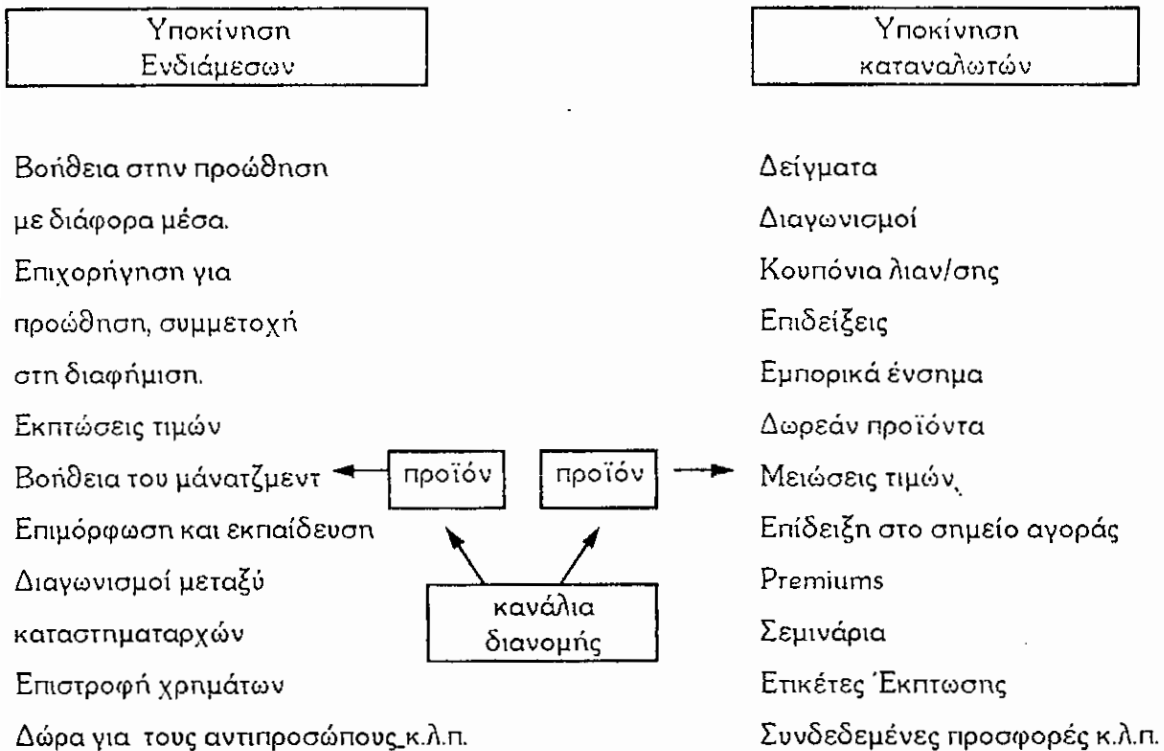 Υποκίνηση
Ενδιάμεσων
Βοήθεια στην προώθηση
με διάφορα μέσα.
Επιχορήγηση για
προώθηση, συμμετοχή
στη διαφήμιση.
Εκπτώσεις τιμών
Βοήθεια του μάνατζμεντ
Επιμόρφωση και εκπαίδευση
Διαγωνισμοί μεταξύ
καταστηματαρχών
Επιστροφή χρημάτων
Δώρα για τους αντιπροσώπους κ.λ.π.
προϊόν
προϊόν
κανάλια
διανομής
Υποκίνηση
καταναλωτών
Δείγματα
Διαγωνισμοί
Κουπόνια λιαν/σης
Επιδείξεις
Εμπορικά ένσημα
Δωρεάν προϊόντα
Μειώσεις τιμών
Επίδειξη στο σημείο αγοράς
Premiums
Σεμινάρια
Ετικέτες Έκπτωσης
Συνδεδεμένες προσφορές κ.λ.π.